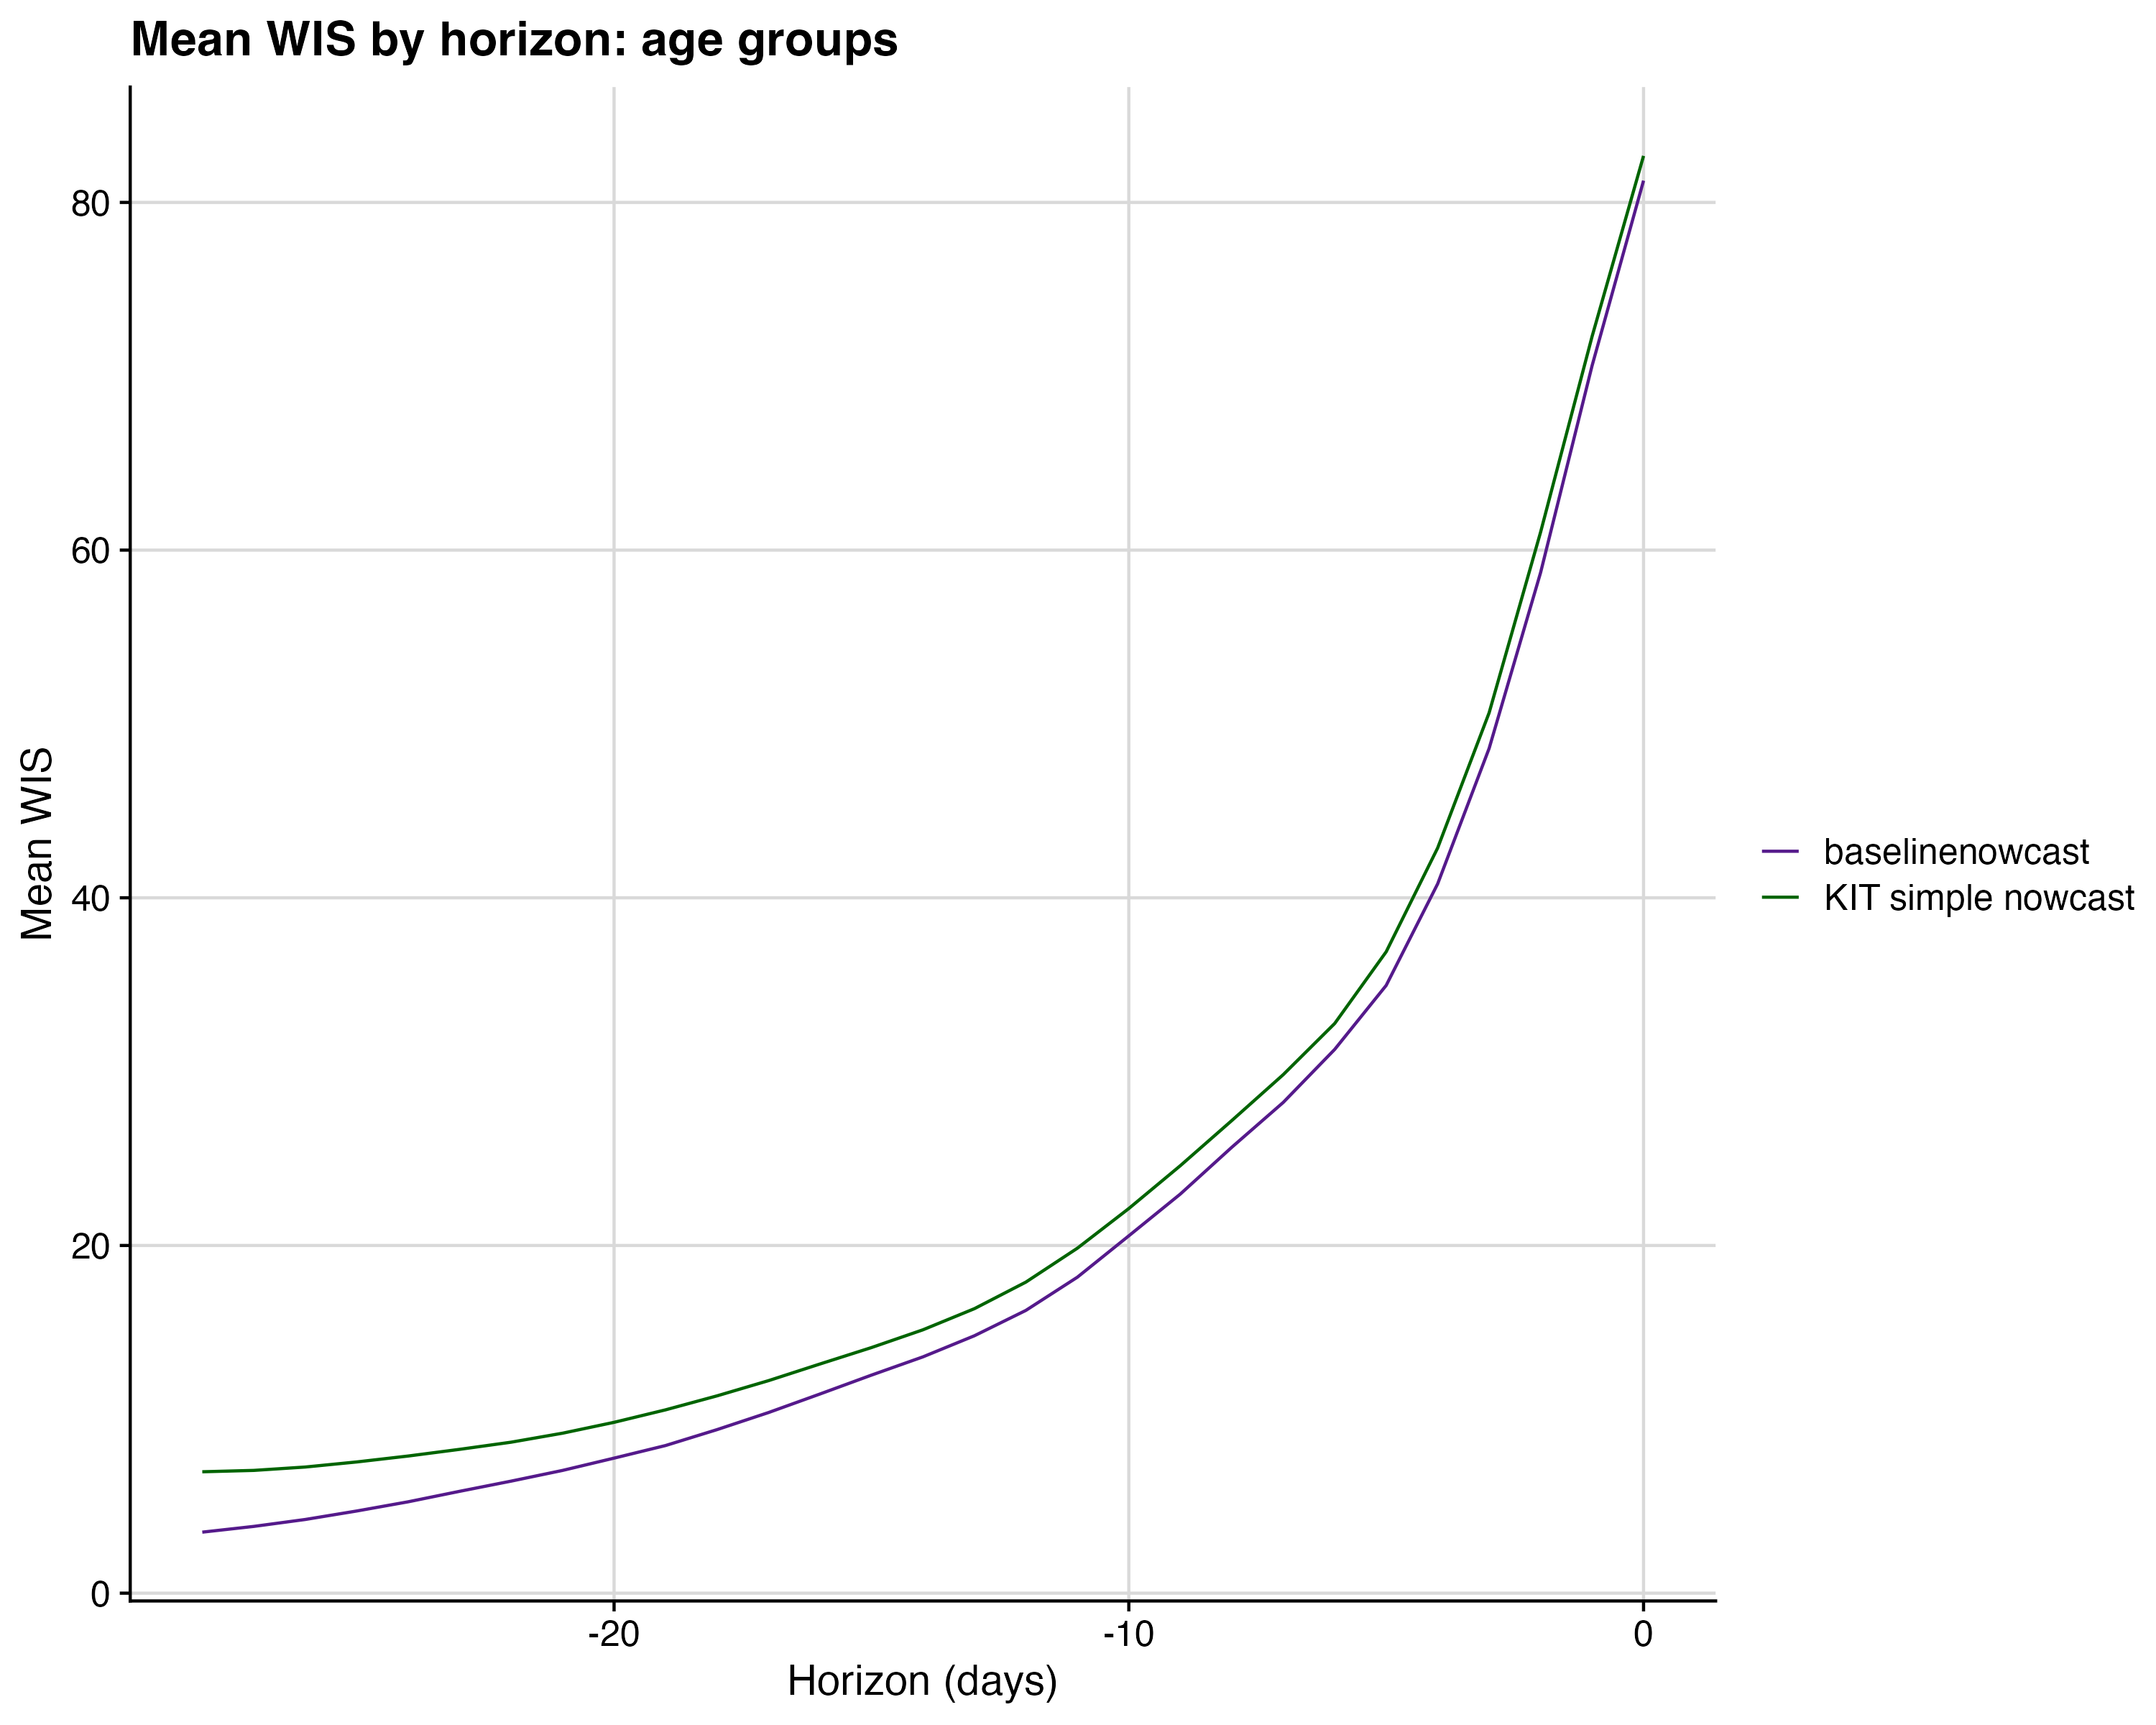 Mean WIS by horizon: age groups
Mean WIS
80
60
40
20
0
-20
-10
0
Horizon (days)
baselinenowcast
KIT simple nowcast